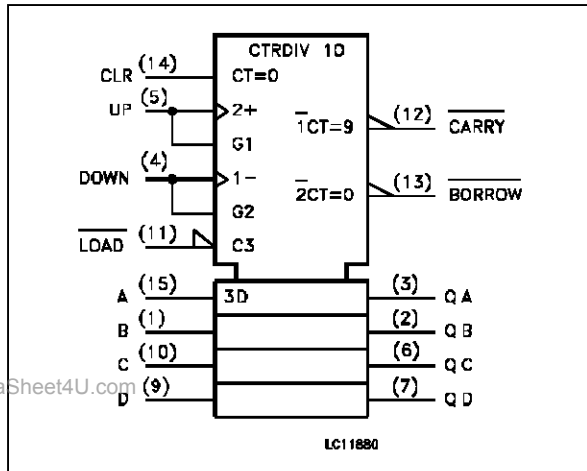 CTRDIV 10
CLR (14) CT=0
UP (5) 2+ 1CT=9 (12) CARRY
G1
DOWN (4) 1− 2CT=0 (13) BORROW
G2
LOAD (11) C3
A (15) 3D (3) QA
B (1) (2) QB
C (10) (6) QC
aSheet4U.com D (9) (7) QD
LC11880